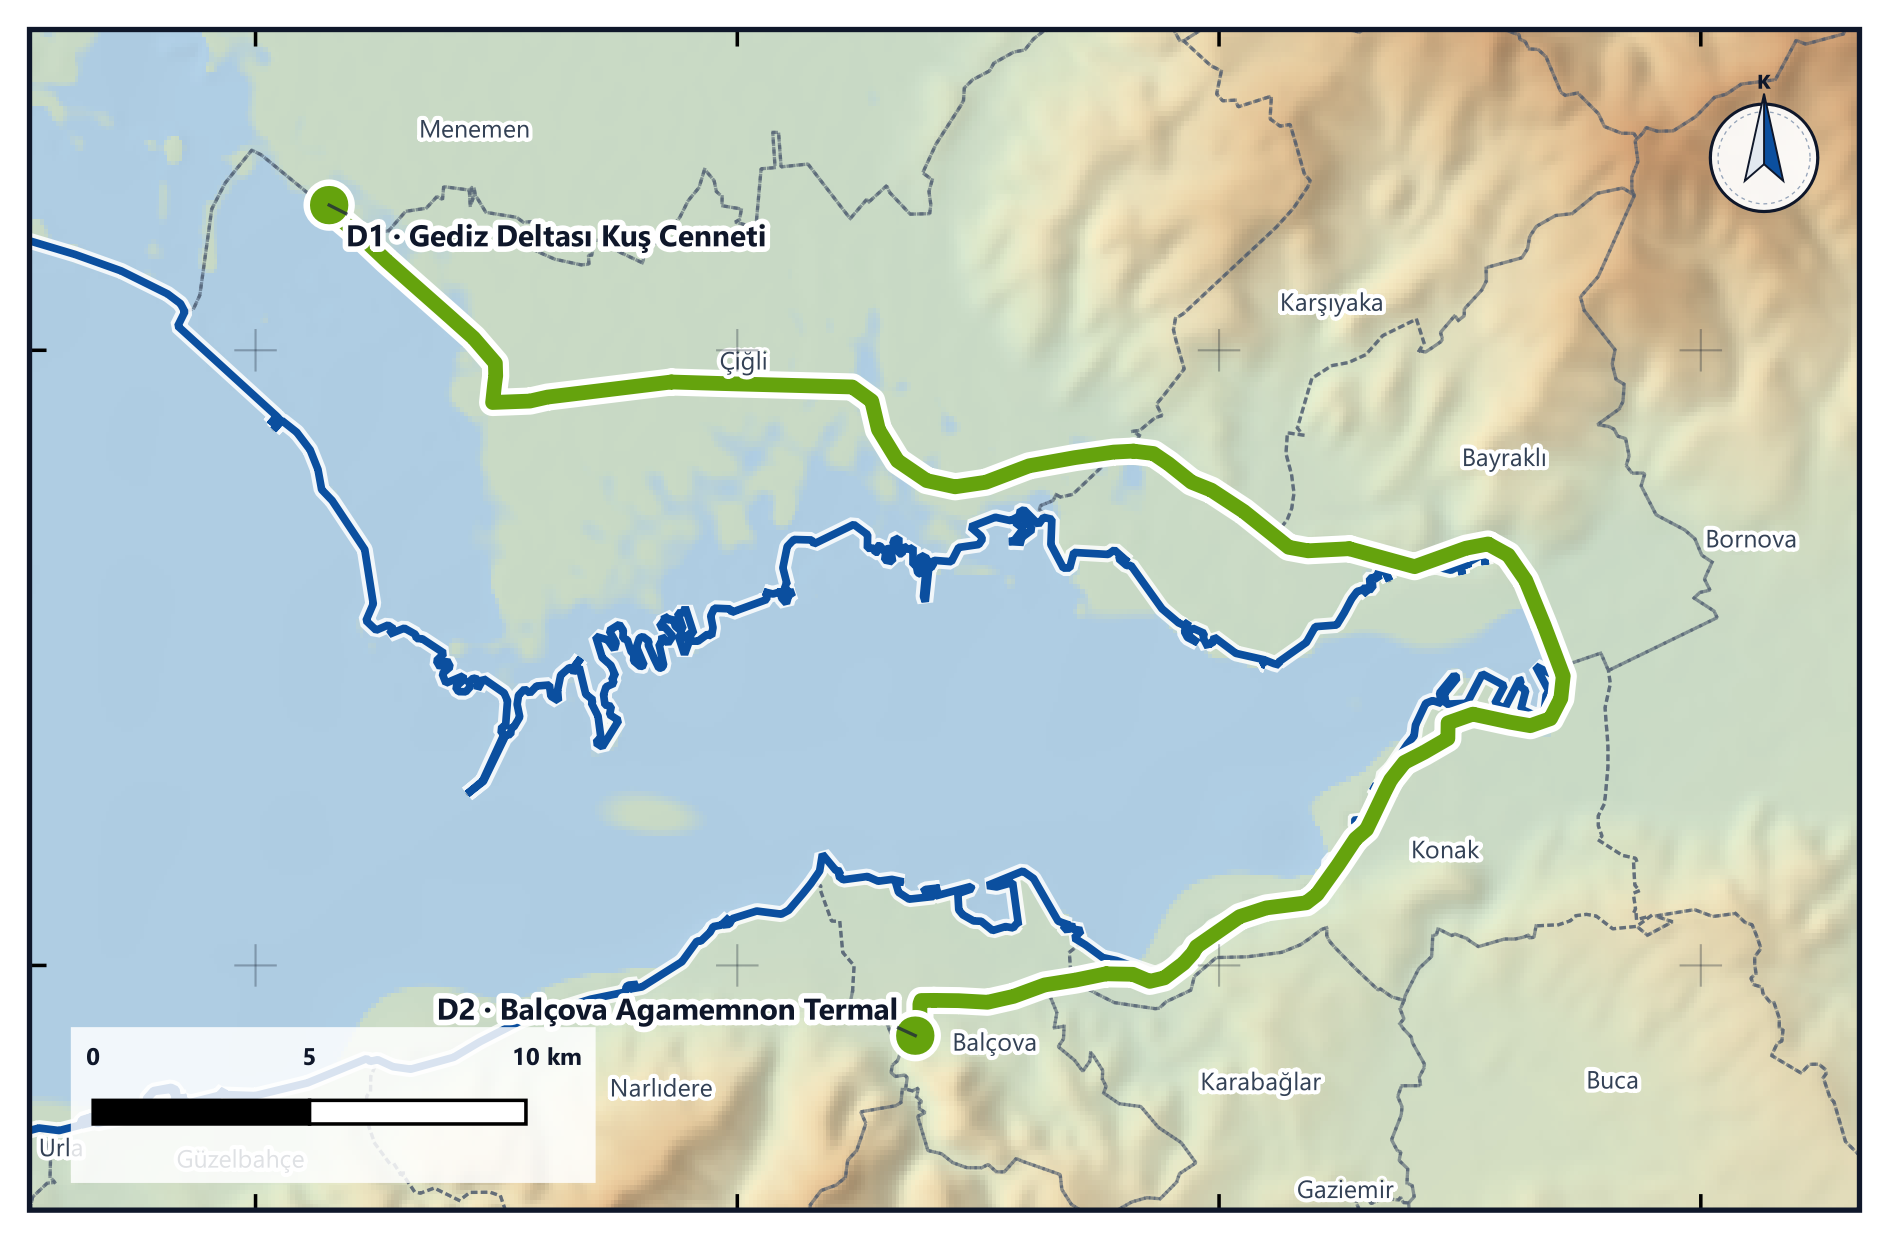 K
Menemen
D1 · Gediz Deltası Kuş Cenneti
Karşıyaka
Çiğli
Bayraklı
Bornova
Konak
D2 · Balçova Agamemnon Termal
Balçova
0 5 10 km
Narlıdere
Karabağlar
Buca
Urla
Güzelbahçe
Gaziemir